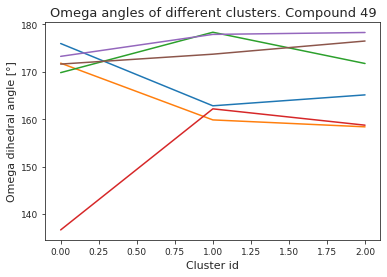 Omega angles of different clusters. Compound 49
180
170
160
150
140
Omega dihedral angle [°]
0.00 0.25 0.50 0.75 1.00 1.25 1.50 1.75 2.00
Cluster id